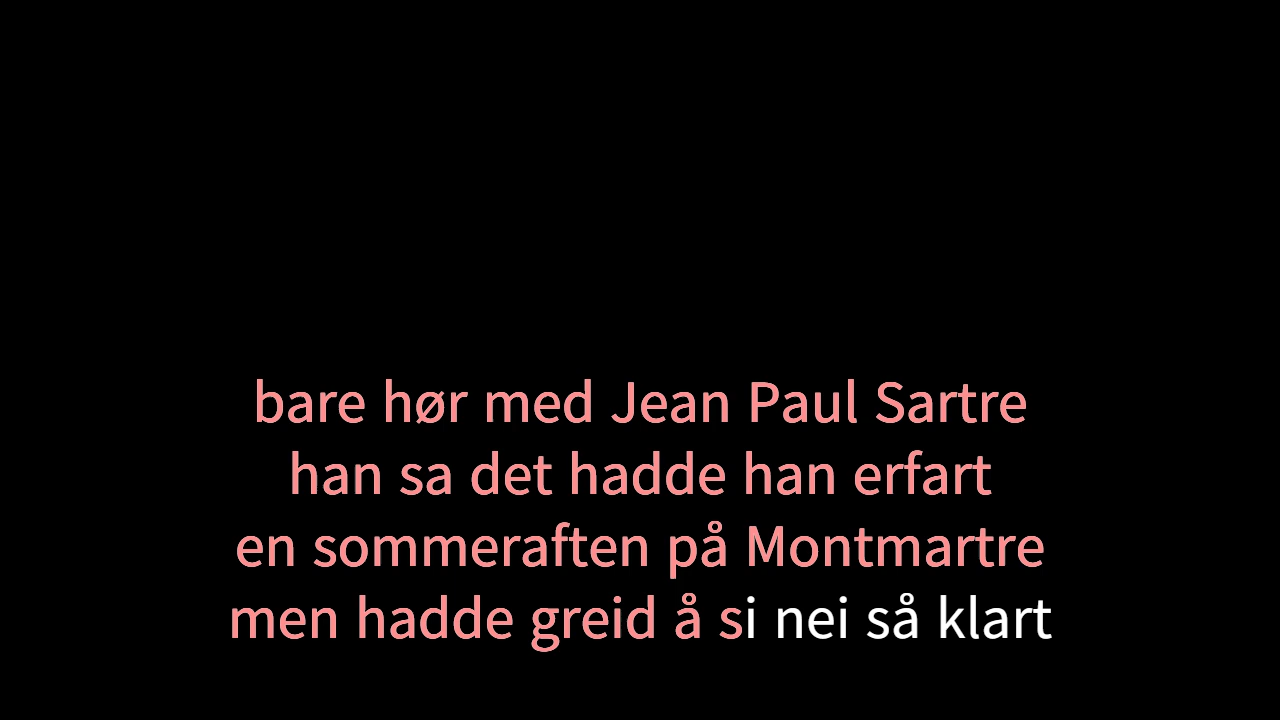 bare hør med Jean Paul Sartre
han sa det hadde han erfart
en sommeraften på Montmartre
men hadde greid å si nei så klart